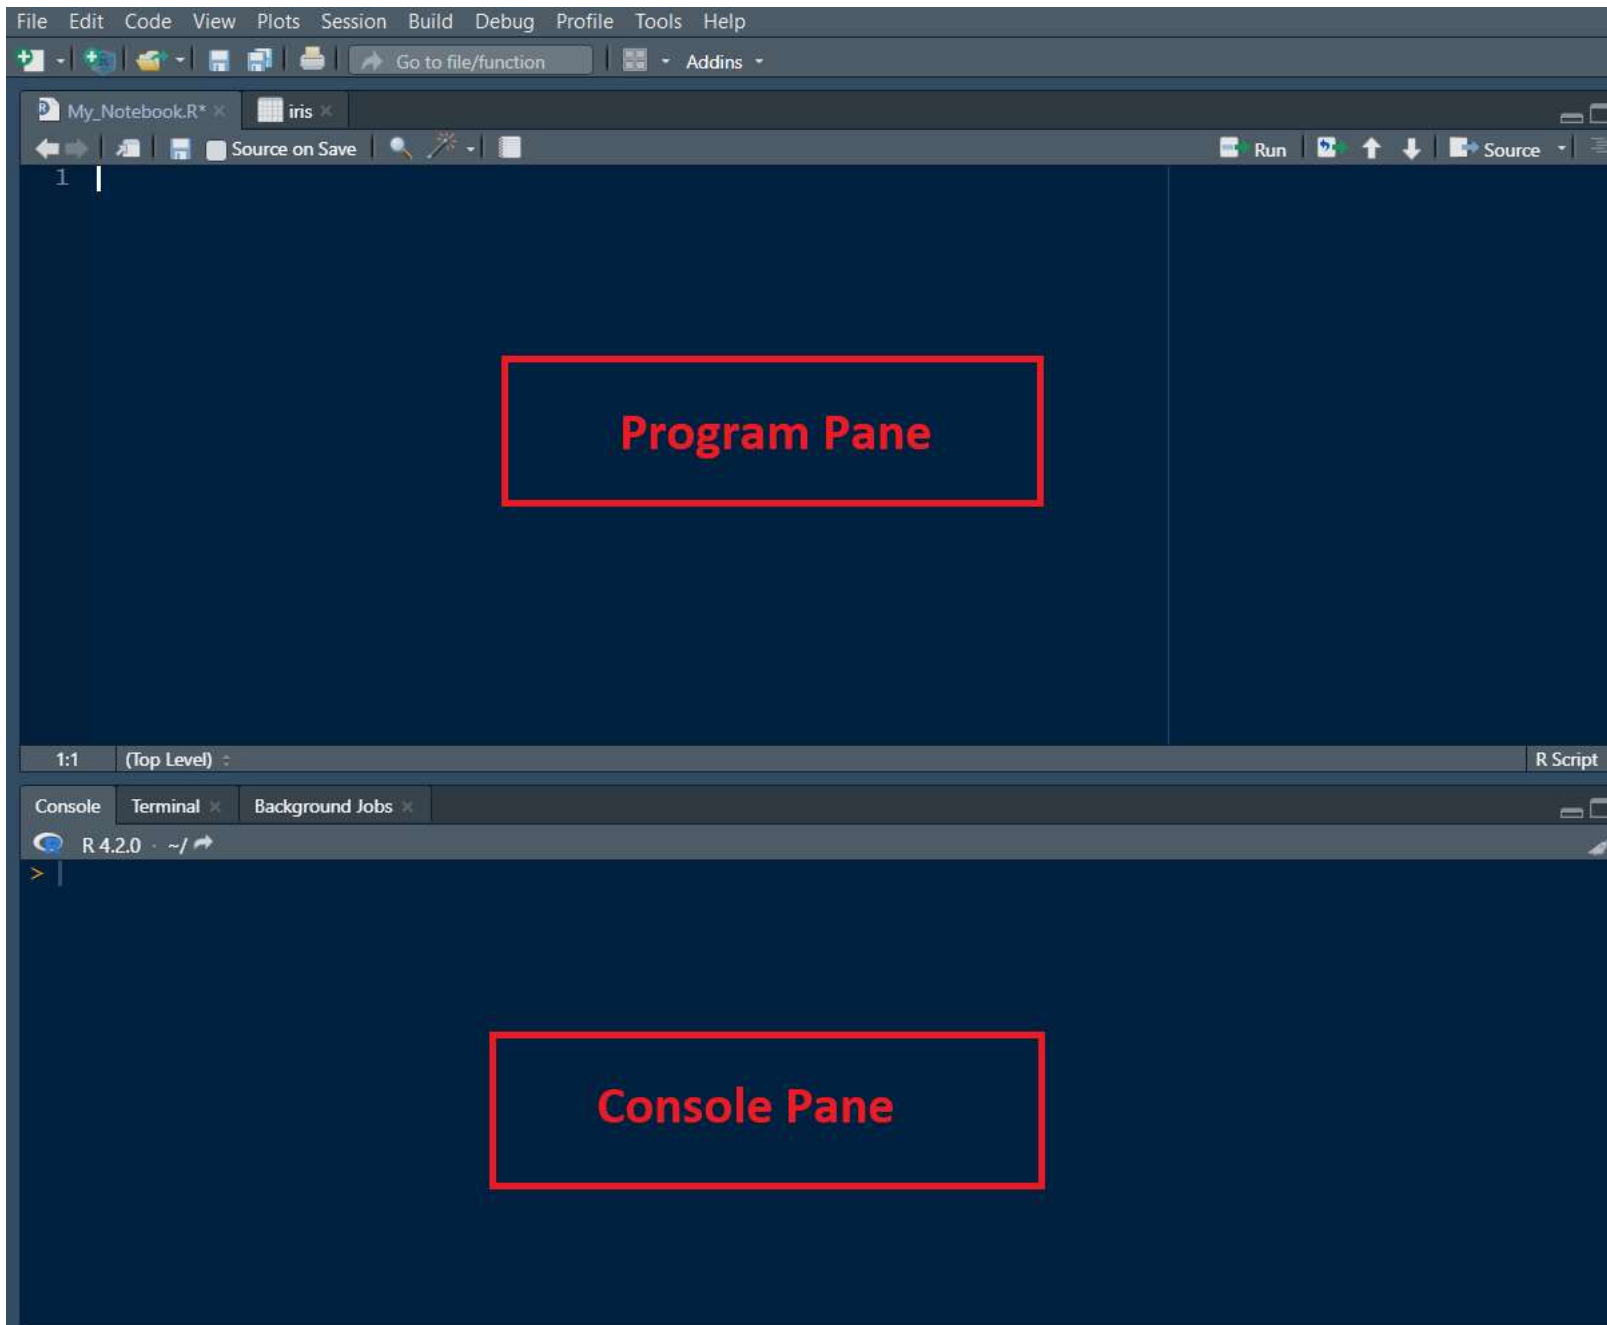 File Edit Code View Plots Session Build Debug Profile Tools Help
Go to file/function Addins
My_Notebook.R* iris
Source on Save Run Source
1
Program Pane
1:1 (Top Level) R Script
Console Terminal Background Jobs
R 4.2.0 · ~/
>
Console Pane